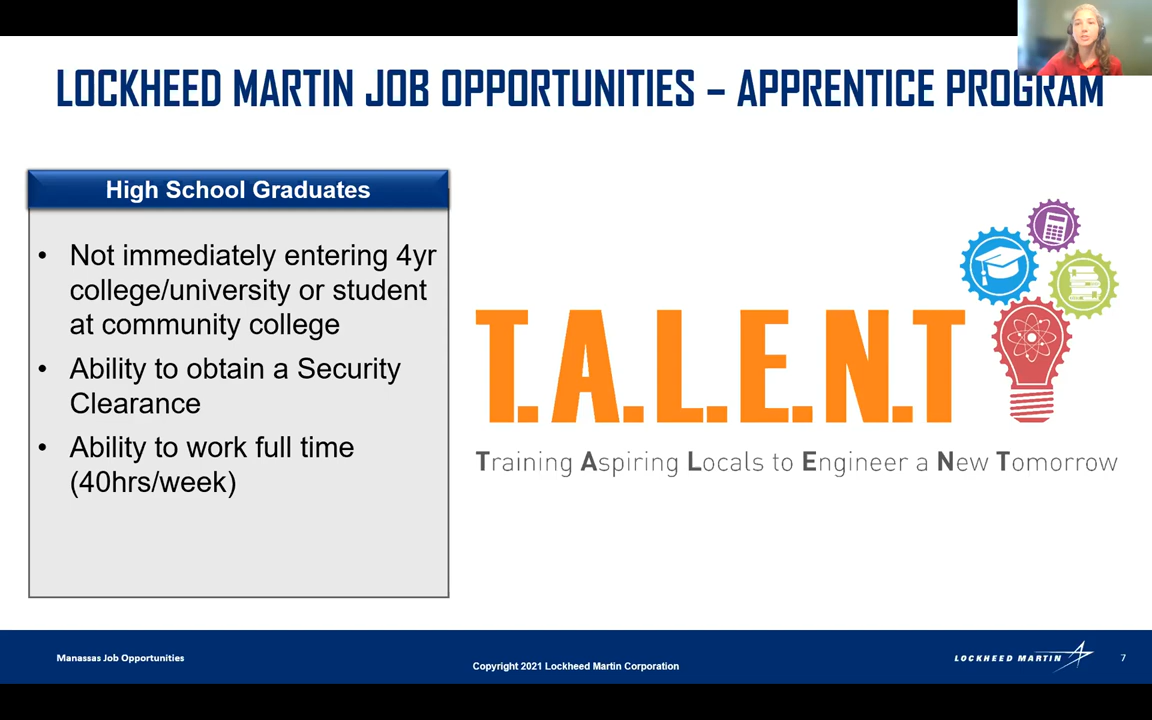 LOCKHEED MARTIN JOB OPPORTUNITIES – APPRENTICE PROGRAM
High School Graduates
• Not immediately entering 4yr
college/university or student
at community college
• Ability to obtain a Security
Clearance
• Ability to work full time
(40hrs/week)
T.A.L.E.N.T
Training Aspiring Locals to Engineer a New Tomorrow
Manassas Job Opportunities
Copyright 2021 Lockheed Martin Corporation
LOCKHEED MARTIN
7